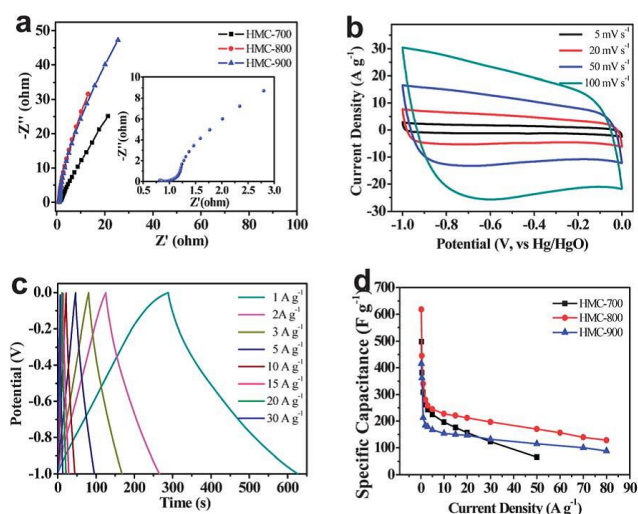 a
-Z'' (ohm)
-50
-40
-30
-20
-10
0
0 20 40 60 80 100
Z' (ohm)
HMC-700
HMC-800
HMC-900
-Z''(ohm)
10
8
6
4
2
0
0.5 1.0 1.5 2.0 2.5 3.0
Z'(ohm)
b
Current Density (A g⁻¹)
30
20
10
0
-10
-20
-30
-1.0 -0.8 -0.6 -0.4 -0.2 0.0
Potential (V, vs Hg/HgO)
5 mV s⁻¹
20 mV s⁻¹
50 mV s⁻¹
100 mV s⁻¹
c
Potential (V)
0.0
-0.2
-0.4
-0.6
-0.8
-1.0
0 100 200 300 400 500 600
Time (s)
1 A g⁻¹
2A g⁻¹
3 A g⁻¹
5 A g⁻¹
10 A g⁻¹
15 A g⁻¹
20 A g⁻¹
30 A g⁻¹
d
Specific Capacitance (F g⁻¹)
700
600
500
400
300
200
100
0
0 10 20 30 40 50 60 70 80
Current Density (A g⁻¹)
HMC-700
HMC-800
HMC-900